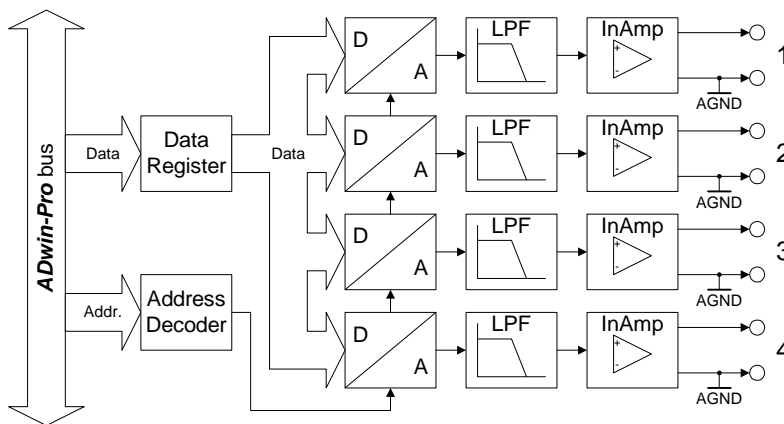 ADwin-Pro bus
Data
Data Register
Data
Addr.
Address Decoder
D
A
LPF
InAmp
+
-
AGND
1
D
A
LPF
InAmp
+
-
AGND
2
D
A
LPF
InAmp
+
-
AGND
3
D
A
LPF
InAmp
+
-
AGND
4